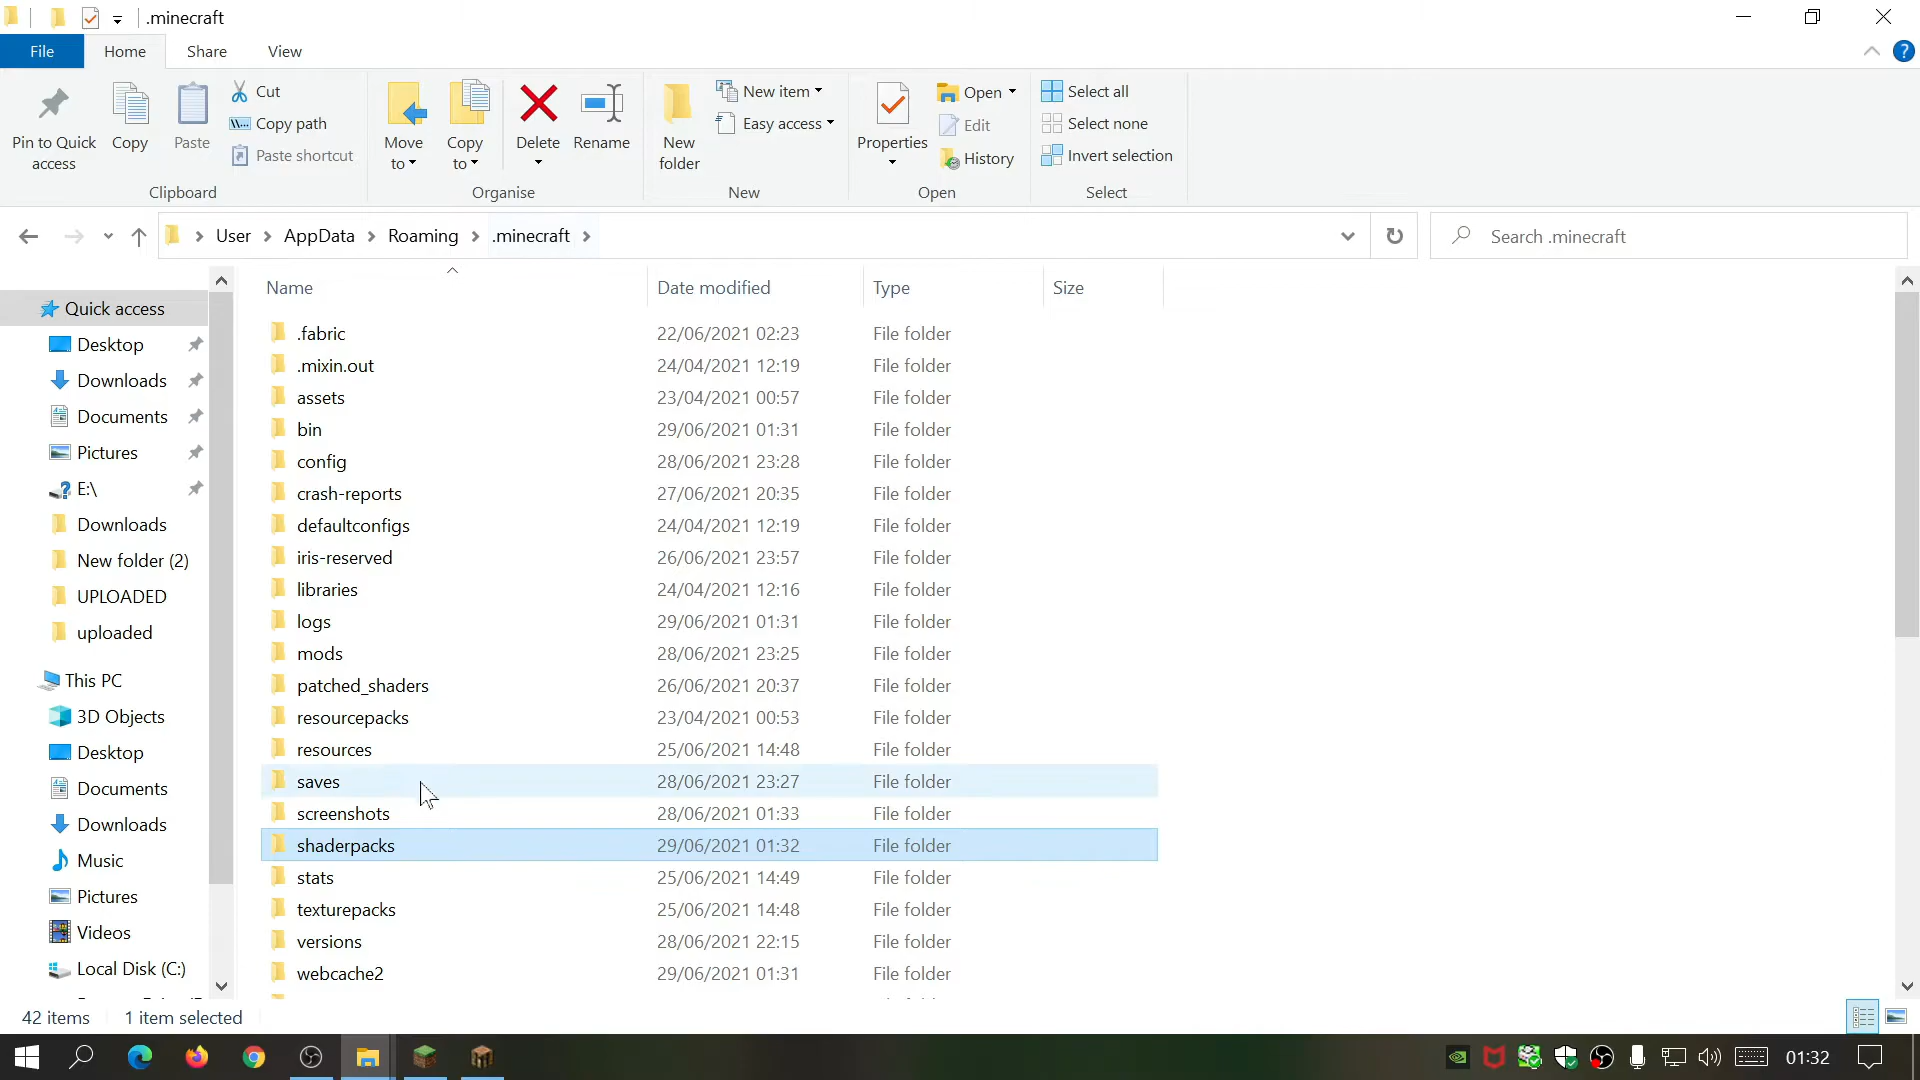 .minecraft
File Home Share View
Pin to Quick access
Copy
Paste
Cut
Copy path
Paste shortcut
Clipboard
Move to
Copy to
Delete
Rename
Organise
New folder
New item
Easy access
New
Properties
Open
Edit
History
Open
Select all
Select none
Invert selection
Select
User AppData Roaming .minecraft
Search .minecraft
Quick access
Desktop
Downloads
Documents
Pictures
E:\
Downloads
New folder (2)
UPLOADED
uploaded
This PC
3D Objects
Desktop
Documents
Downloads
Music
Pictures
Videos
Local Disk (C:)
Name Date modified Type Size
.fabric 22/06/2021 02:23 File folder
.mixin.out 24/04/2021 12:19 File folder
assets 23/04/2021 00:57 File folder
bin 29/06/2021 01:31 File folder
config 28/06/2021 23:28 File folder
crash-reports 27/06/2021 20:35 File folder
defaultconfigs 24/04/2021 12:19 File folder
iris-reserved 26/06/2021 23:57 File folder
libraries 24/04/2021 12:16 File folder
logs 29/06/2021 01:31 File folder
mods 28/06/2021 23:25 File folder
patched_shaders 26/06/2021 20:37 File folder
resourcepacks 23/04/2021 00:53 File folder
resources 25/06/2021 14:48 File folder
saves 28/06/2021 23:27 File folder
screenshots 28/06/2021 01:33 File folder
shaderpacks 29/06/2021 01:32 File folder
stats 25/06/2021 14:49 File folder
texturepacks 25/06/2021 14:48 File folder
versions 28/06/2021 22:15 File folder
webcache2 29/06/2021 01:31 File folder
42 items 1 item selected
01:32